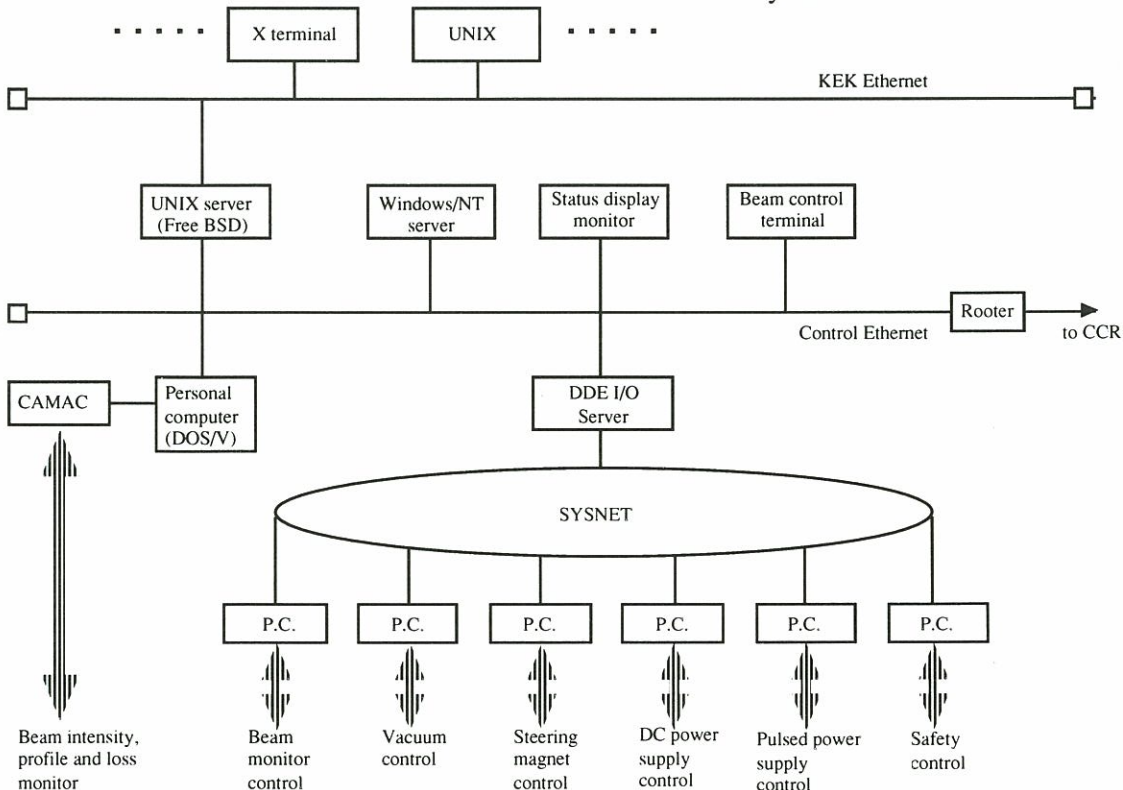 X terminal
UNIX
KEK Ethernet
UNIX server
(Free BSD)
Windows/NT
server
Status display
monitor
Beam control
terminal
Rooter
Control Ethernet
to CCR
CAMAC
Personal
computer
(DOS/V)
DDE I/O
Server
SYSNET
P.C.
P.C.
P.C.
P.C.
P.C.
P.C.
Beam intensity,
profile and loss
monitor
Beam
monitor
control
Vacuum
control
Steering
magnet
control
DC power
supply
control
Pulsed power
supply
control
Safety
control